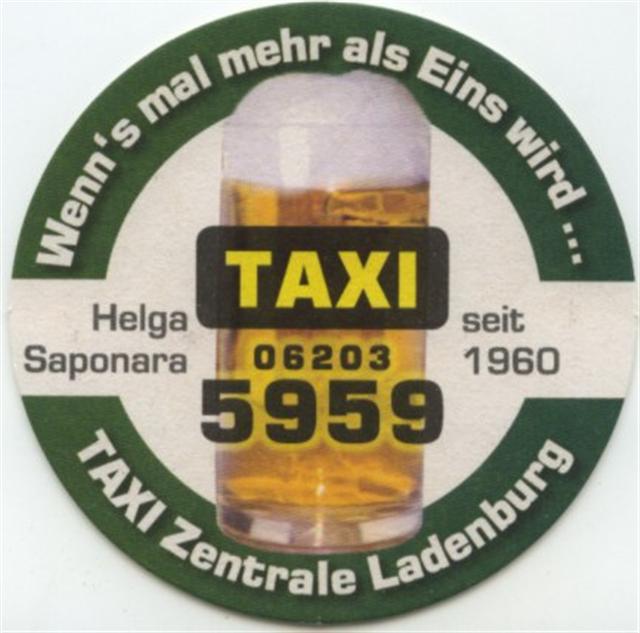 Wenn's mal mehr als Eins wird ...
TAXI
Helga
Saponara
seit
1960
06203
5959
TAXI Zentrale Ladenburg